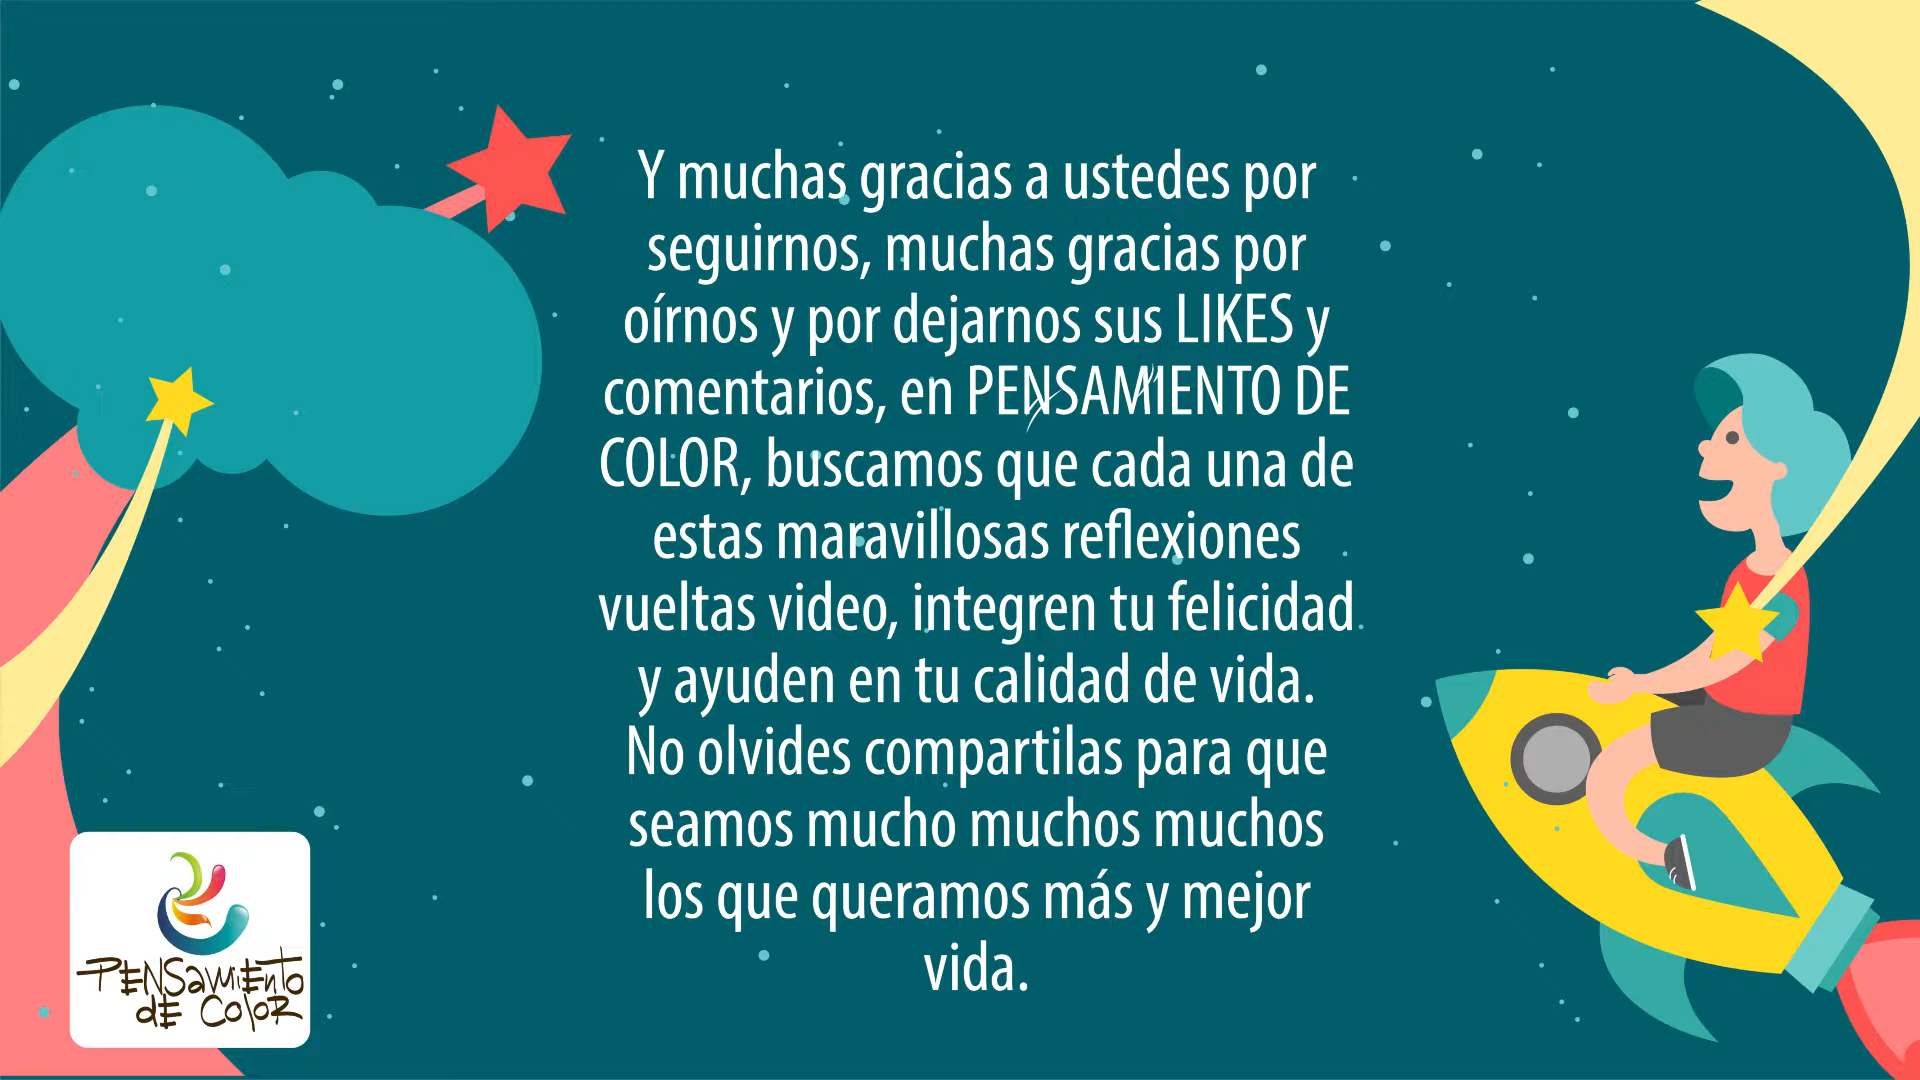 Y muchas gracias a ustedes por
seguirnos, muchas gracias por
oírnos y por dejarnos sus LIKES y
comentarios, en PENSAMIENTO DE
COLOR, buscamos que cada una de
estas maravillosas reflexiones
vueltas video, integren tu felicidad
y ayuden en tu calidad de vida.
No olvides compartilas para que
seamos mucho muchos muchos
los que queramos más y mejor
vida.
PENSAMIENTO
DE COLOR